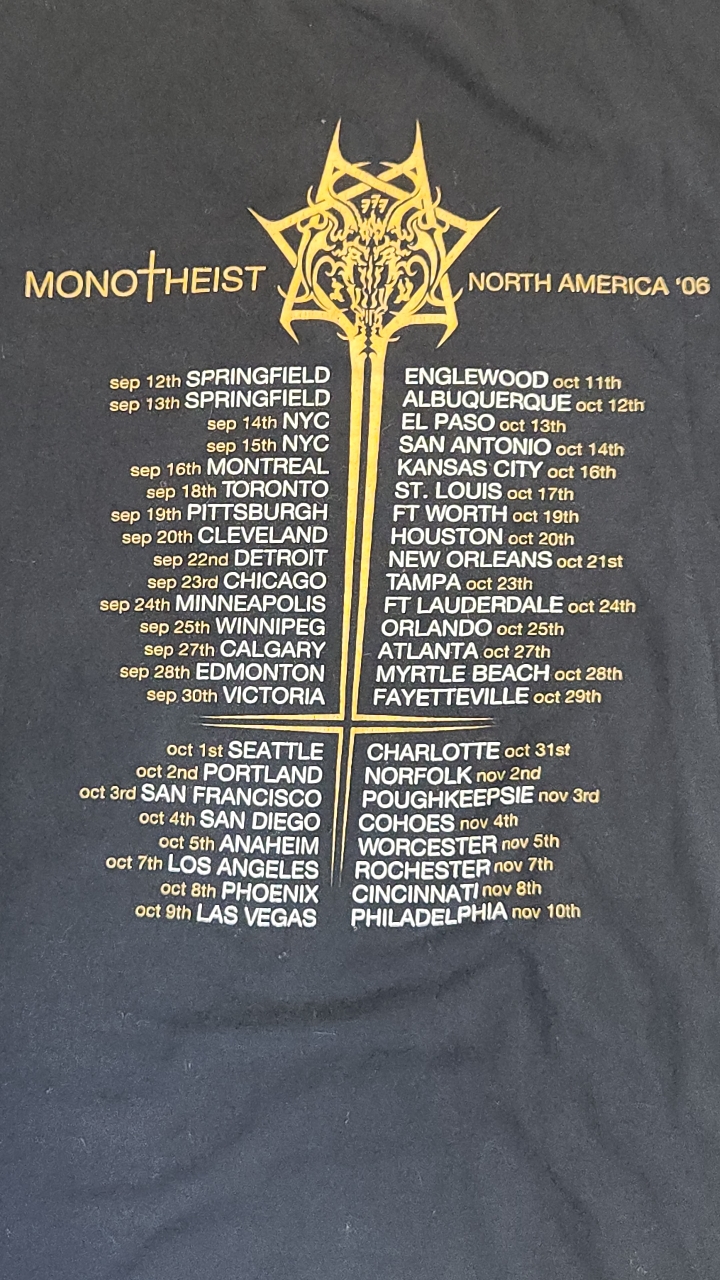 777
MONO†HEIST
NORTH AMERICA '06
sep 12th SPRINGFIELD
sep 13th SPRINGFIELD
sep 14th NYC
sep 15th NYC
sep 16th MONTREAL
sep 18th TORONTO
sep 19th PITTSBURGH
sep 20th CLEVELAND
sep 22nd DETROIT
sep 23rd CHICAGO
sep 24th MINNEAPOLIS
sep 25th WINNIPEG
sep 27th CALGARY
sep 28th EDMONTON
sep 30th VICTORIA
oct 1st SEATTLE
oct 2nd PORTLAND
oct 3rd SAN FRANCISCO
oct 4th SAN DIEGO
oct 5th ANAHEIM
oct 7th LOS ANGELES
oct 8th PHOENIX
oct 9th LAS VEGAS
ENGLEWOOD oct 11th
ALBUQUERQUE oct 12th
EL PASO oct 13th
SAN ANTONIO oct 14th
KANSAS CITY oct 16th
ST. LOUIS oct 17th
FT WORTH oct 19th
HOUSTON oct 20th
NEW ORLEANS oct 21st
TAMPA oct 23th
FT LAUDERDALE oct 24th
ORLANDO oct 25th
ATLANTA oct 27th
MYRTLE BEACH oct 28th
FAYETTEVILLE oct 29th
CHARLOTTE oct 31st
NORFOLK nov 2nd
POUGHKEEPSIE nov 3rd
COHOES nov 4th
WORCESTER nov 5th
ROCHESTER nov 7th
CINCINNATI nov 8th
PHILADELPHIA nov 10th